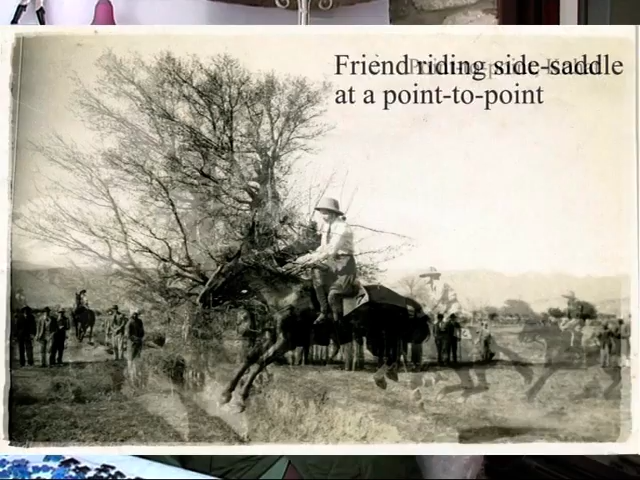 Friend riding side-saddle
at a point-to-point